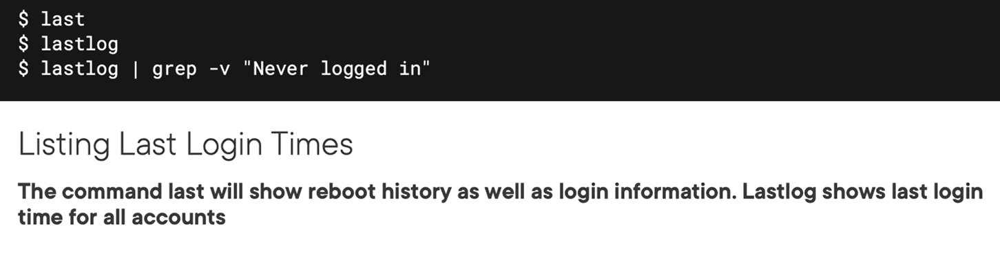 $ last
$ lastlog
$ lastlog | grep -v "Never logged in"
Listing Last Login Times
The command last will show reboot history as well as login information. Lastlog shows last login
time for all accounts